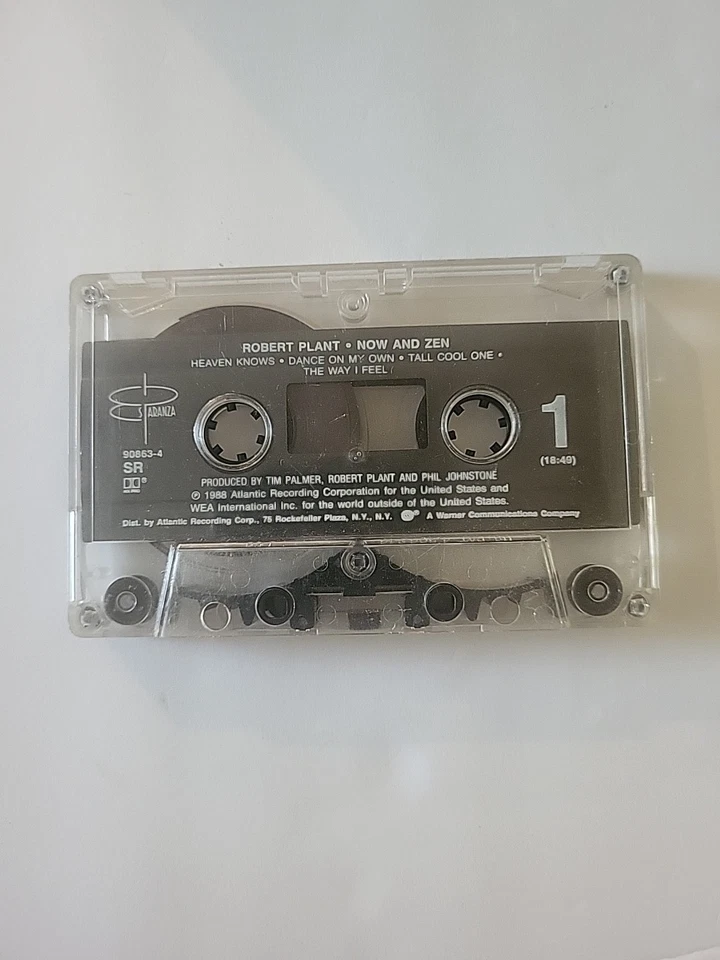 ROBERT PLANT • NOW AND ZEN
HEAVEN KNOWS • DANCE ON MY OWN • TALL COOL ONE •
THE WAY I FEEL
ES PARANZA
90863-4
SR
1
(18:49)
PRODUCED BY TIM PALMER, ROBERT PLANT AND PHIL JOHNSTONE
℗ 1988 Atlantic Recording Corporation for the United States and
WEA International Inc. for the world outside of the United States.
Dist. by Atlantic Recording Corp., 75 Rockefeller Plaza, N.Y., N.Y. A Warner Communications Company